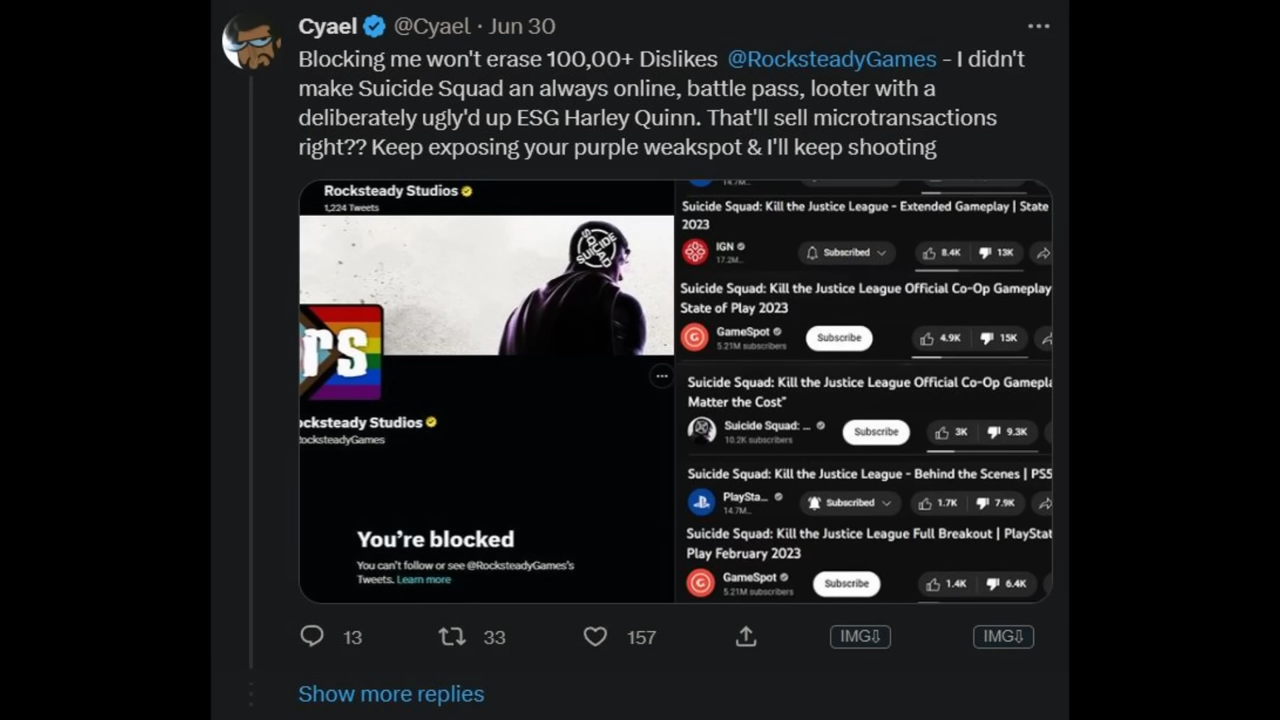 Cyael @Cyael · Jun 30
Blocking me won't erase 100,00+ Dislikes @RocksteadyGames - I didn't
make Suicide Squad an always online, battle pass, looter with a
deliberately ugly'd up ESG Harley Quinn. That'll sell microtransactions
right?? Keep exposing your purple weakspot & I'll keep shooting
Rocksteady Studios
1,224 Tweets
SUICIDE
SQUAD
rs
ocksteady Studios
ocksteadyGames
You're blocked
You can't follow or see @RocksteadyGames's
Tweets. Learn more
14.7M...
Suicide Squad: Kill the Justice League - Extended Gameplay | State
2023
IGN
17.2M...
Subscribed
8.4K 13K
Suicide Squad: Kill the Justice League Official Co-Op Gameplay
State of Play 2023
GameSpot
5.21M subscribers
Subscribe
4.9K 15K
Suicide Squad: Kill the Justice League Official Co-Op Gamepla
Matter the Cost"
Suicide Squad: ...
10.2K subscribers
Subscribe
3K 9.3K
Suicide Squad: Kill the Justice League - Behind the Scenes | PS5
PlaySta...
14.7M...
Subscribed
1.7K 7.9K
Suicide Squad: Kill the Justice League Full Breakout | PlayStat
Play February 2023
GameSpot
5.21M subscribers
Subscribe
1.4K 6.4K
13 33 157 IMG⇩ IMG⇩
Show more replies